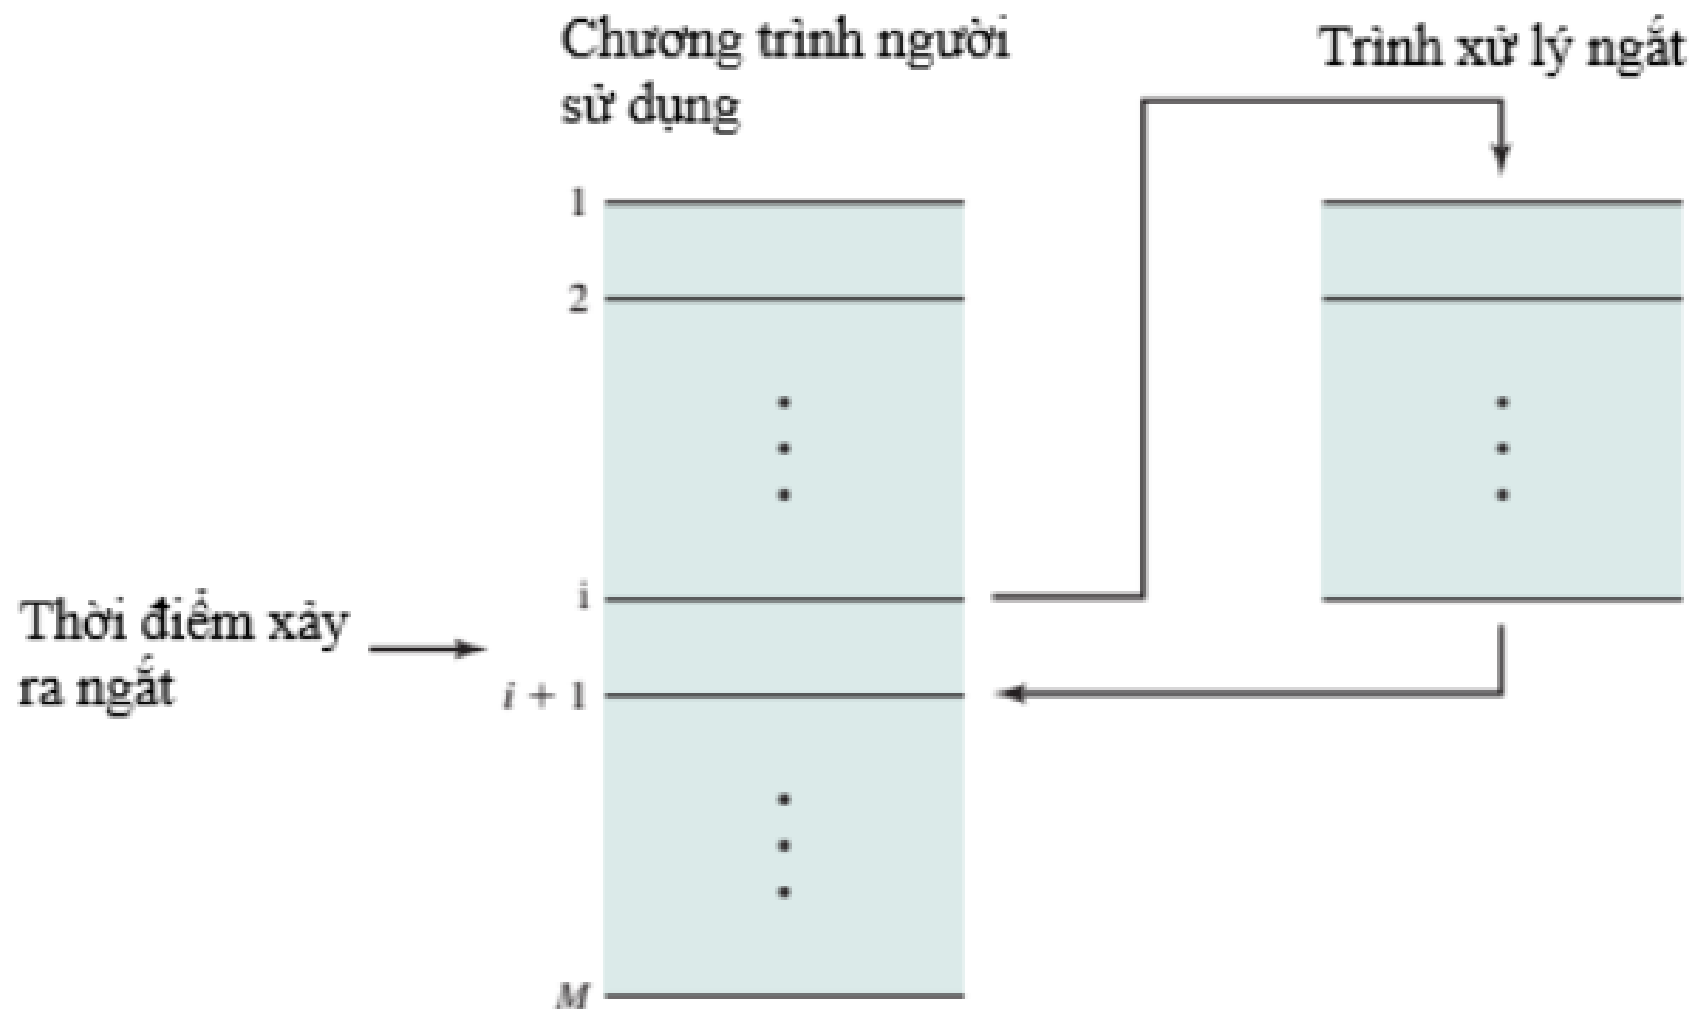 Chương trình người
sử dụng
Trình xử lý ngắt
1
2
i
Thời điểm xảy
ra ngắt
i + 1
M